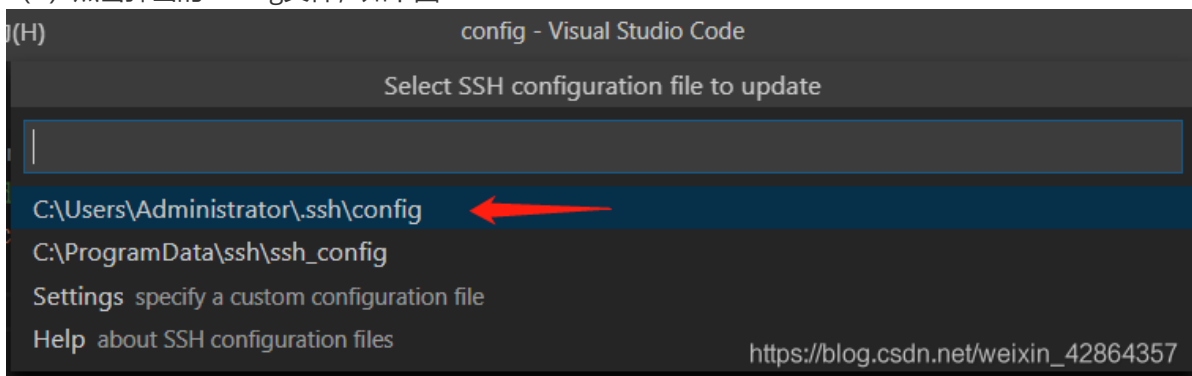 (H)
config - Visual Studio Code
Select SSH configuration file to update
C:\Users\Administrator\.ssh\config
C:\ProgramData\ssh\ssh_config
Settings specify a custom configuration file
Help about SSH configuration files
https://blog.csdn.net/weixin_42864357